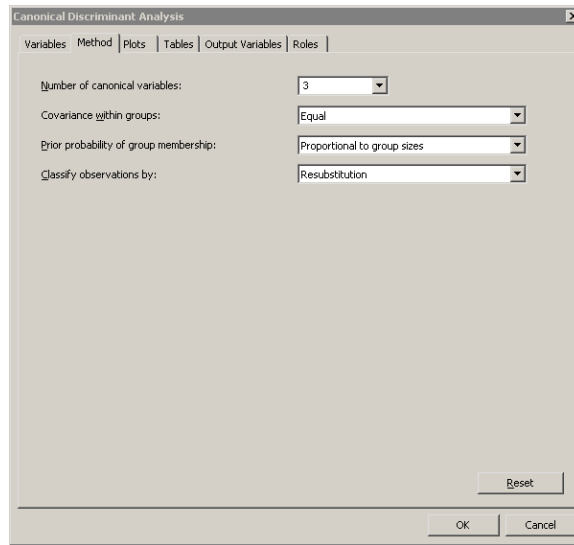 Canonical Discriminant Analysis
Variables Method Plots Tables Output Variables Roles
Number of canonical variables: 3
Covariance within groups: Equal
Prior probability of group membership: Proportional to group sizes
Classify observations by: Resubstitution
Reset
OK Cancel